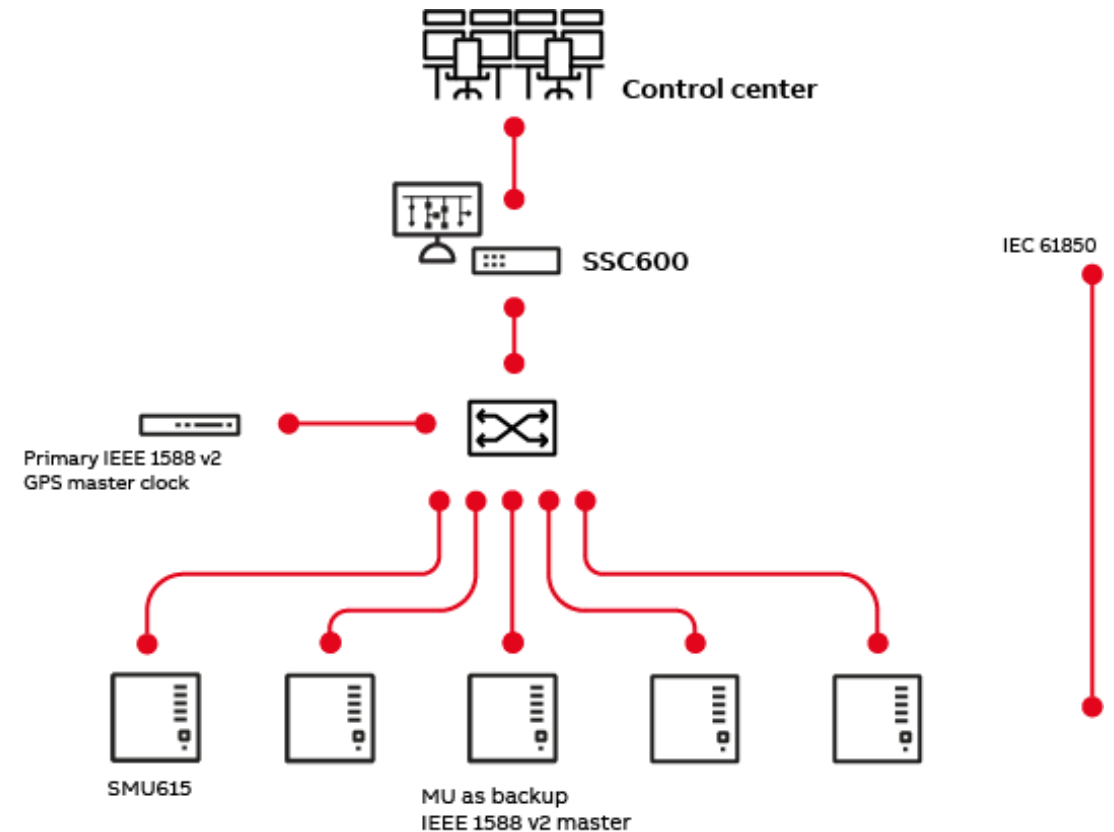 Control center
SSC600
IEC 61850
Primary IEEE 1588 v2
GPS master clock
SMU615
MU as backup
IEEE 1588 v2 master